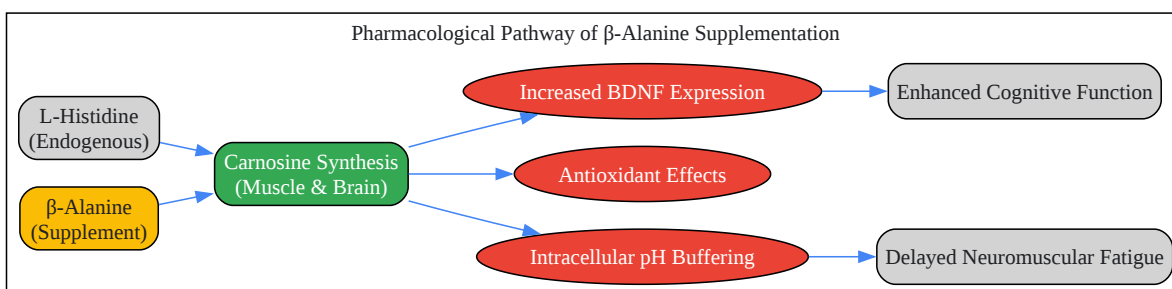 Pharmacological Pathway of β-Alanine Supplementation
L-Histidine
(Endogenous)
β-Alanine
(Supplement)
Carnosine Synthesis
(Muscle & Brain)
Increased BDNF Expression
Antioxidant Effects
Intracellular pH Buffering
Enhanced Cognitive Function
Delayed Neuromuscular Fatigue